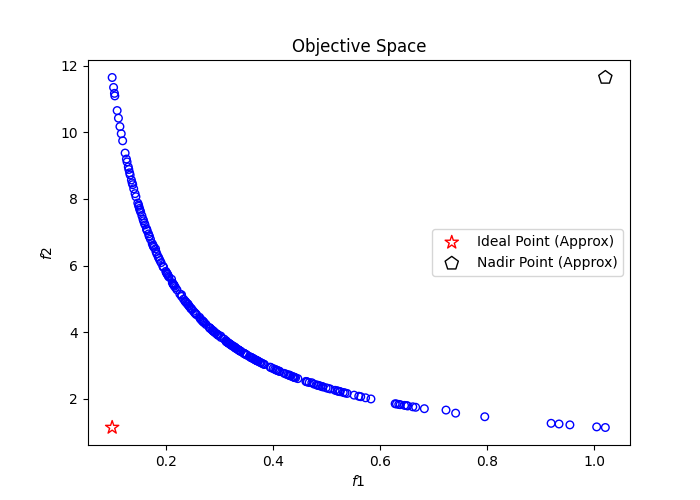 Objective Space
12
10
8
6
4
2
f2
Ideal Point (Approx)
Nadir Point (Approx)
0.2 0.4 0.6 0.8 1.0
f1